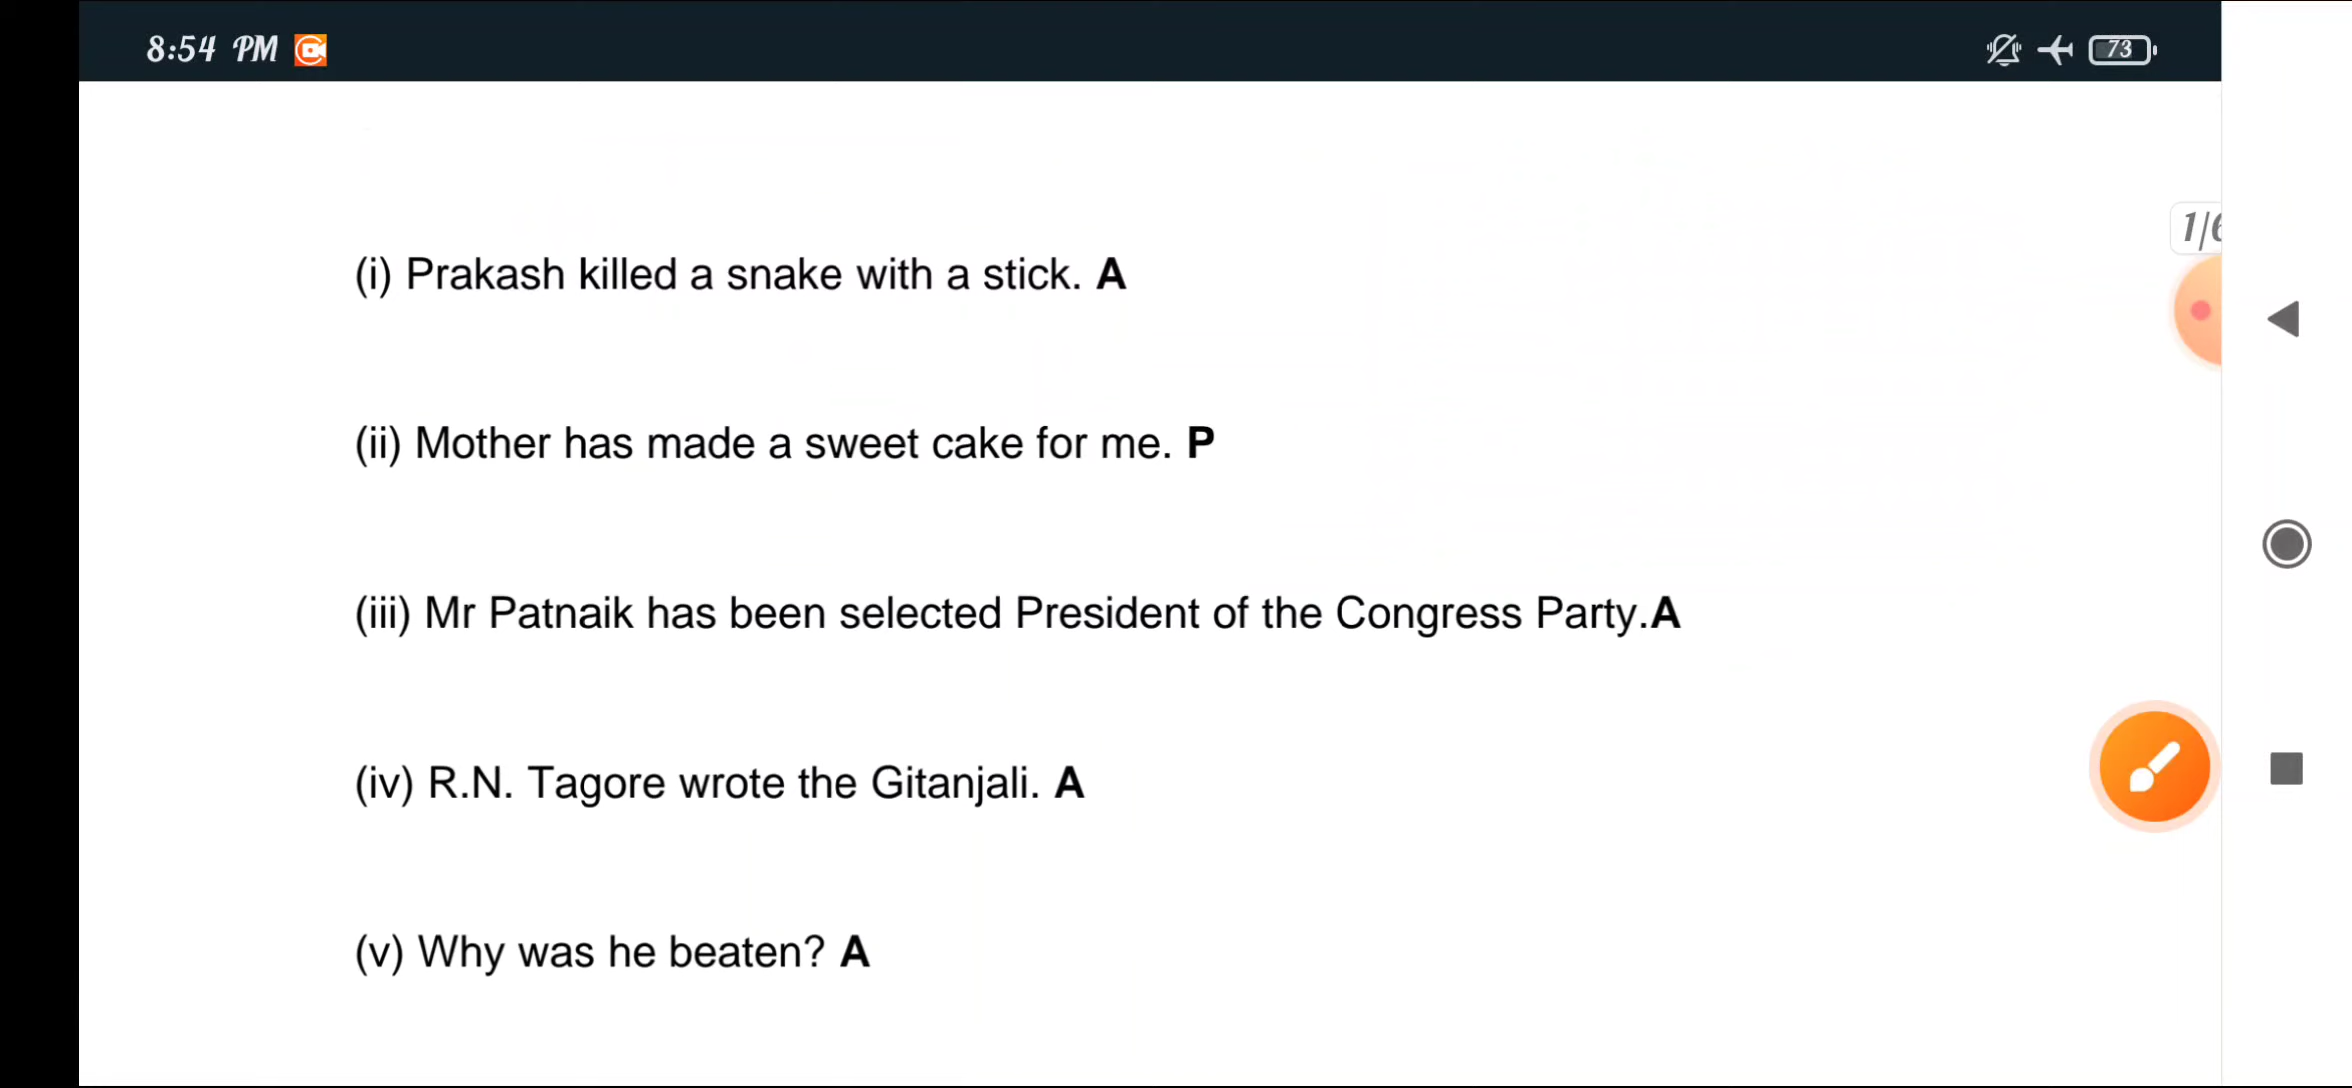 8:54 PM
73
1/6
(i) Prakash killed a snake with a stick. A
(ii) Mother has made a sweet cake for me. P
(iii) Mr Patnaik has been selected President of the Congress Party.A
(iv) R.N. Tagore wrote the Gitanjali. A
(v) Why was he beaten? A